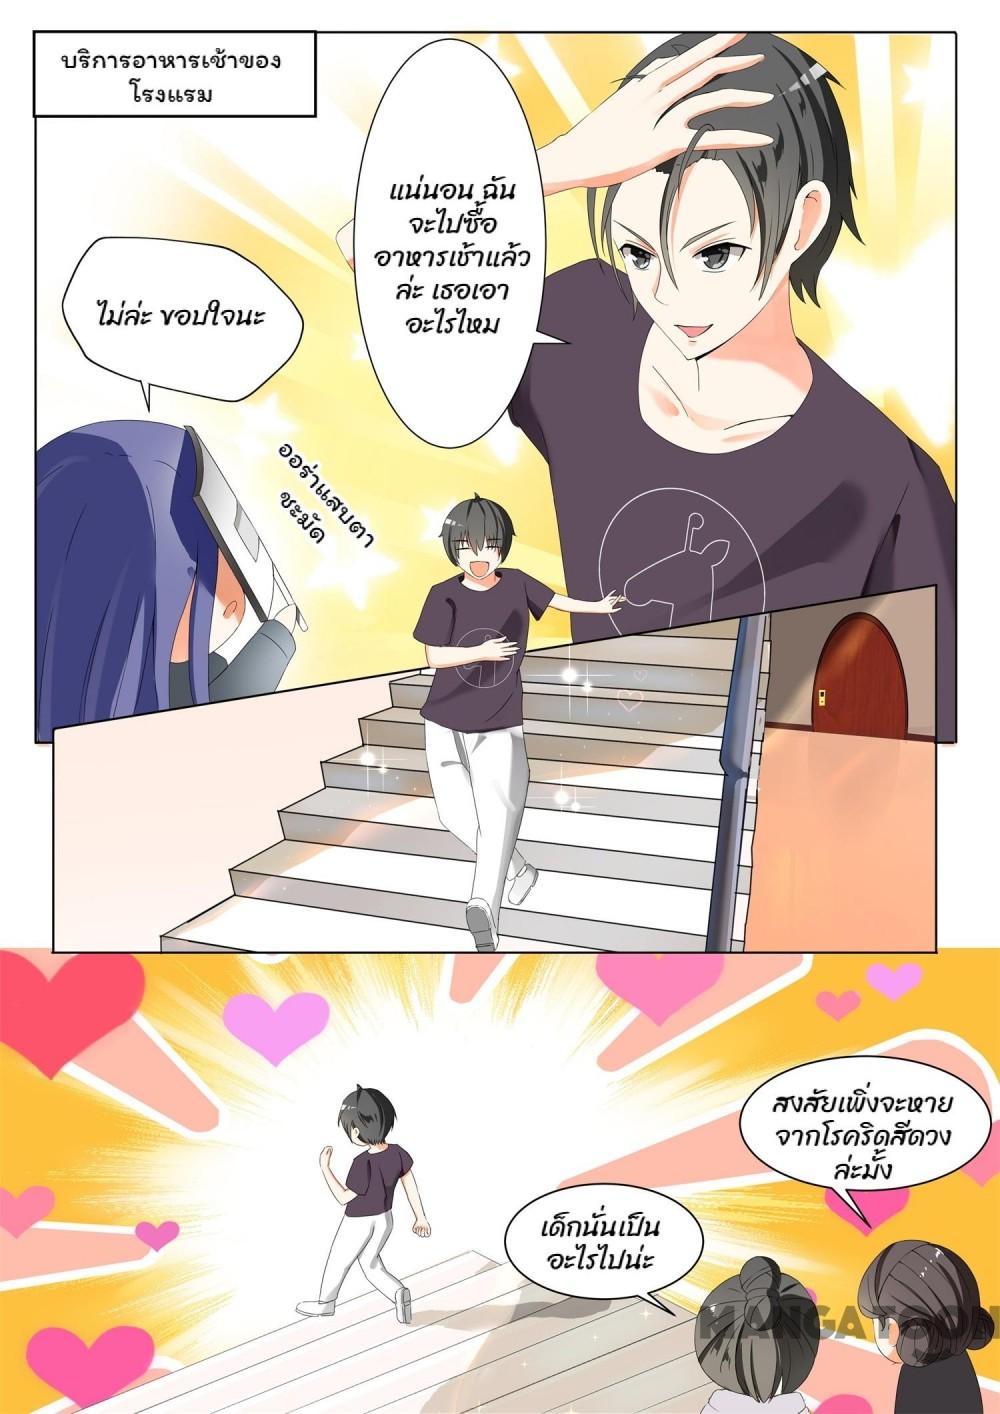 บริการอาหารเช้าของ
โรงแรม
แน่นอน ฉัน
จะไปซื้อ
อาหารเช้าแล้ว
ล่ะ เธอเอา
อะไรไหม
ไม่ล่ะ ขอบใจนะ
ออร่าแสบตา
ชะมัด
สงสัยเพิ่งจะหาย
จากโรคริดสีดวง
ล่ะมั้ง
เด็กนั่นเป็น
อะไรไปน่ะ
MANGATOON